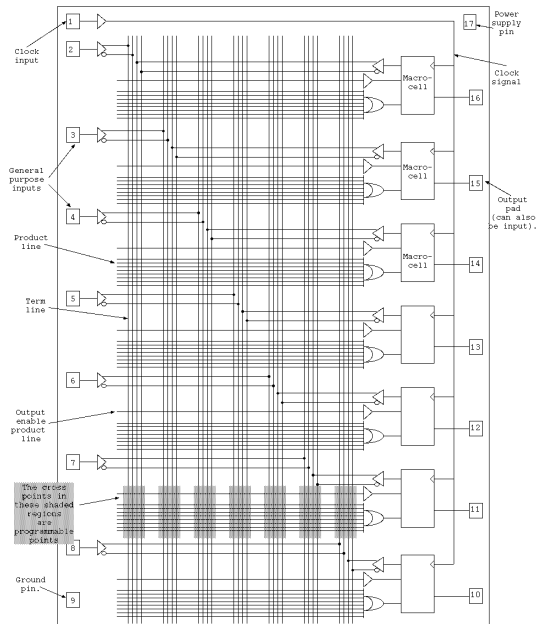 1
17
Power
supply
pin
Clock
input
2
Clock
signal
Macro-
cell
16
3
General
purpose
inputs
Macro-
cell
15
Output
pad
(can also
be input).
4
Product
line
Macro-
cell
14
Term
line
5
13
6
Output
enable
product
line
12
7
The cross
points in
these shaded
regions
are
programmable
points
11
8
Ground
pin.
9
10